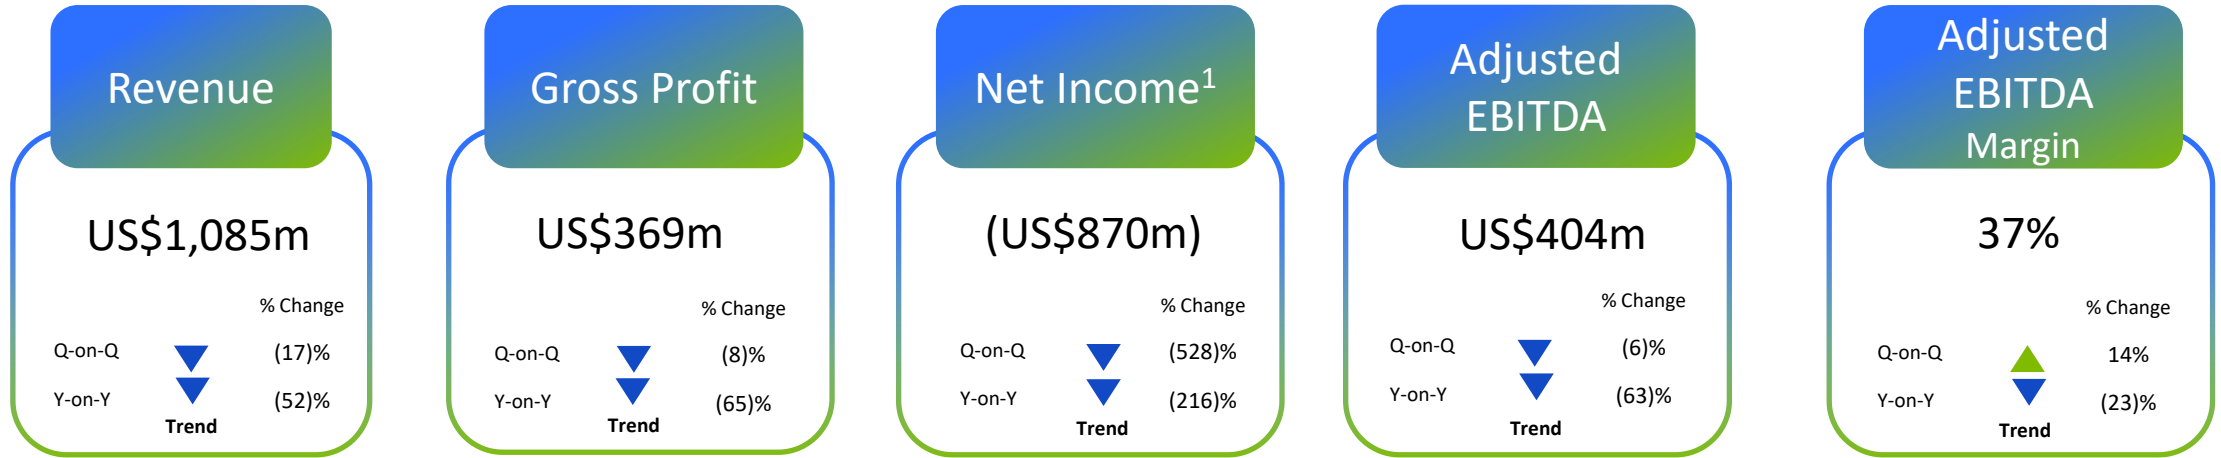 Revenue
US$1,085m
% Change
Q-on-Q (17)%
Y-on-Y (52)%
Trend
Gross Profit
US$369m
% Change
Q-on-Q (8)%
Y-on-Y (65)%
Trend
Net Income¹
(US$870m)
% Change
Q-on-Q (528)%
Y-on-Y (216)%
Trend
Adjusted
EBITDA
US$404m
% Change
Q-on-Q (6)%
Y-on-Y (63)%
Trend
Adjusted
EBITDA
Margin
37%
% Change
Q-on-Q 14%
Y-on-Y (23)%
Trend